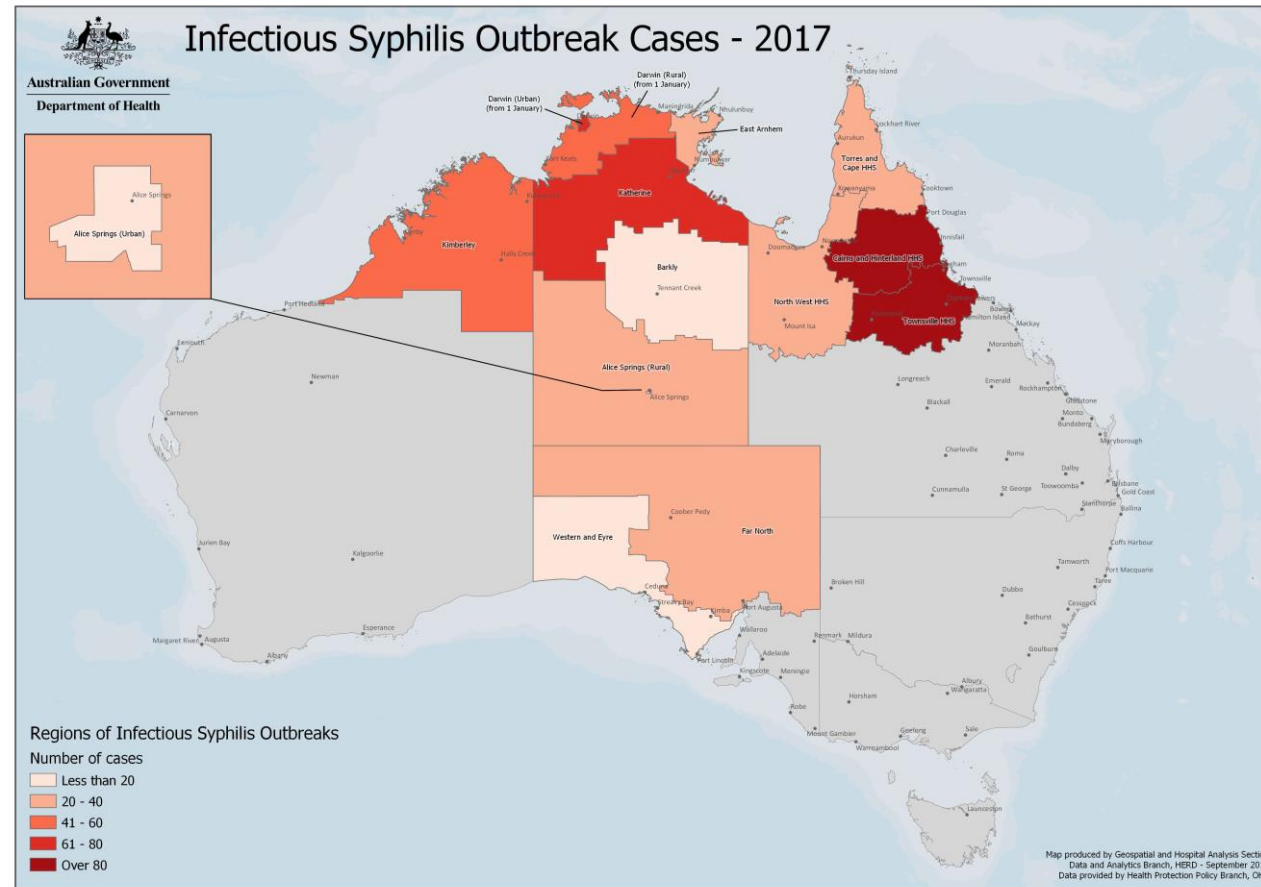 Infectious Syphilis Outbreak Cases - 2017
Australian Government
Department of Health
Alice Springs
Alice Springs (Urban)
Darwin (Rural)
(from 1 January)
Darwin (Urban)
(from 1 January)
Maningrida
Nhulunbuy
East Arnhem
Thursday Island
Lockhart River
Aurukun
Torres and
Cape HHS
Cooktown
Port Douglas
Innisfail
Cairns and Hinterland HHS
Townsville
Townsville HHS
Bowen
Hamilton Island
Mackay
Katherine
Kimberley
Halls Creek
Barkly
Tennant Creek
Doomadgee
North West HHS
Mount Isa
Port Hedland
Exmouth
Newman
Carnarvon
Alice Springs (Rural)
Alice Springs
Moranbah
Longreach
Emerald
Rockhampton
Gladstone
Blackall
Monto
Bundaberg
Maryborough
Charleville
Roma
Dalby
Toowoomba
Brisbane
Gold Coast
Cunnamulla
St George
Stanthorpe
Ballina
Coober Pedy
Far North
Western and Eyre
Jurien Bay
Kalgoorlie
Coffs Harbour
Tamworth
Port Macquarie
Taree
Broken Hill
Dubbo
Cessnock
Bathurst
Goulburn
Ceduna
Streaky Bay
Kimba
Port Augusta
Wallaroo
Renmark
Mildura
Port Lincoln
Adelaide
Kingscote
Meningie
Esperance
Margaret River
Augusta
Albany
Albury
Wangaratta
Horsham
Robe
Mount Gambier
Geelong
Sale
Warrnambool
Launceston
Regions of Infectious Syphilis Outbreaks
Number of cases
Less than 20
20 - 40
41 - 60
61 - 80
Over 80
Map produced by Geospatial and Hospital Analysis Sectio
Data and Analytics Branch, HERD - September 20
Data provided by Health Protection Policy Branch, OH